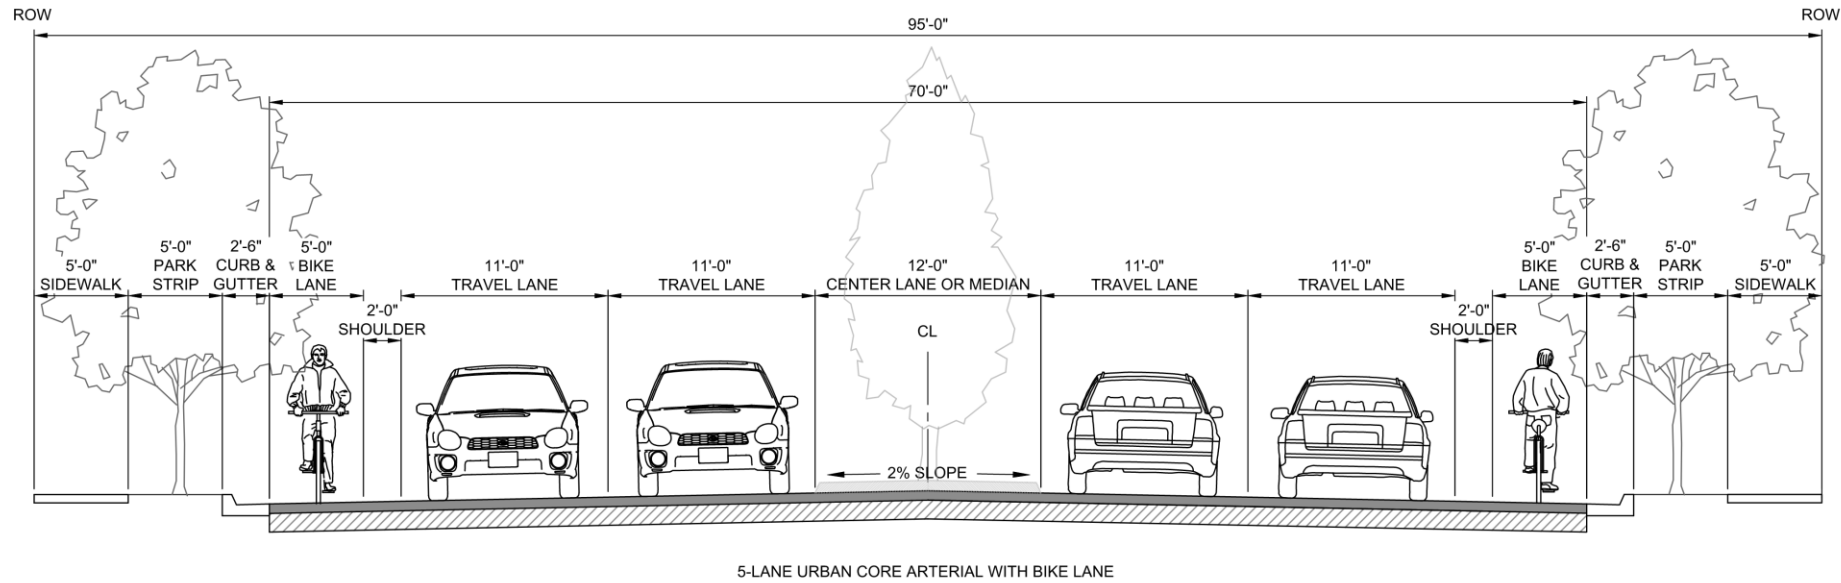 ROW
ROW
95'-0"
70'-0"
5'-0"
SIDEWALK
5'-0"
PARK
STRIP
2'-6"
CURB &
GUTTER
5'-0"
BIKE
LANE
2'-0"
SHOULDER
11'-0"
TRAVEL LANE
11'-0"
TRAVEL LANE
12'-0"
CENTER LANE OR MEDIAN
CL
11'-0"
TRAVEL LANE
11'-0"
TRAVEL LANE
2'-0"
SHOULDER
5'-0"
BIKE
LANE
2'-6"
CURB &
GUTTER
5'-0"
PARK
STRIP
5'-0"
SIDEWALK
2% SLOPE
5-LANE URBAN CORE ARTERIAL WITH BIKE LANE